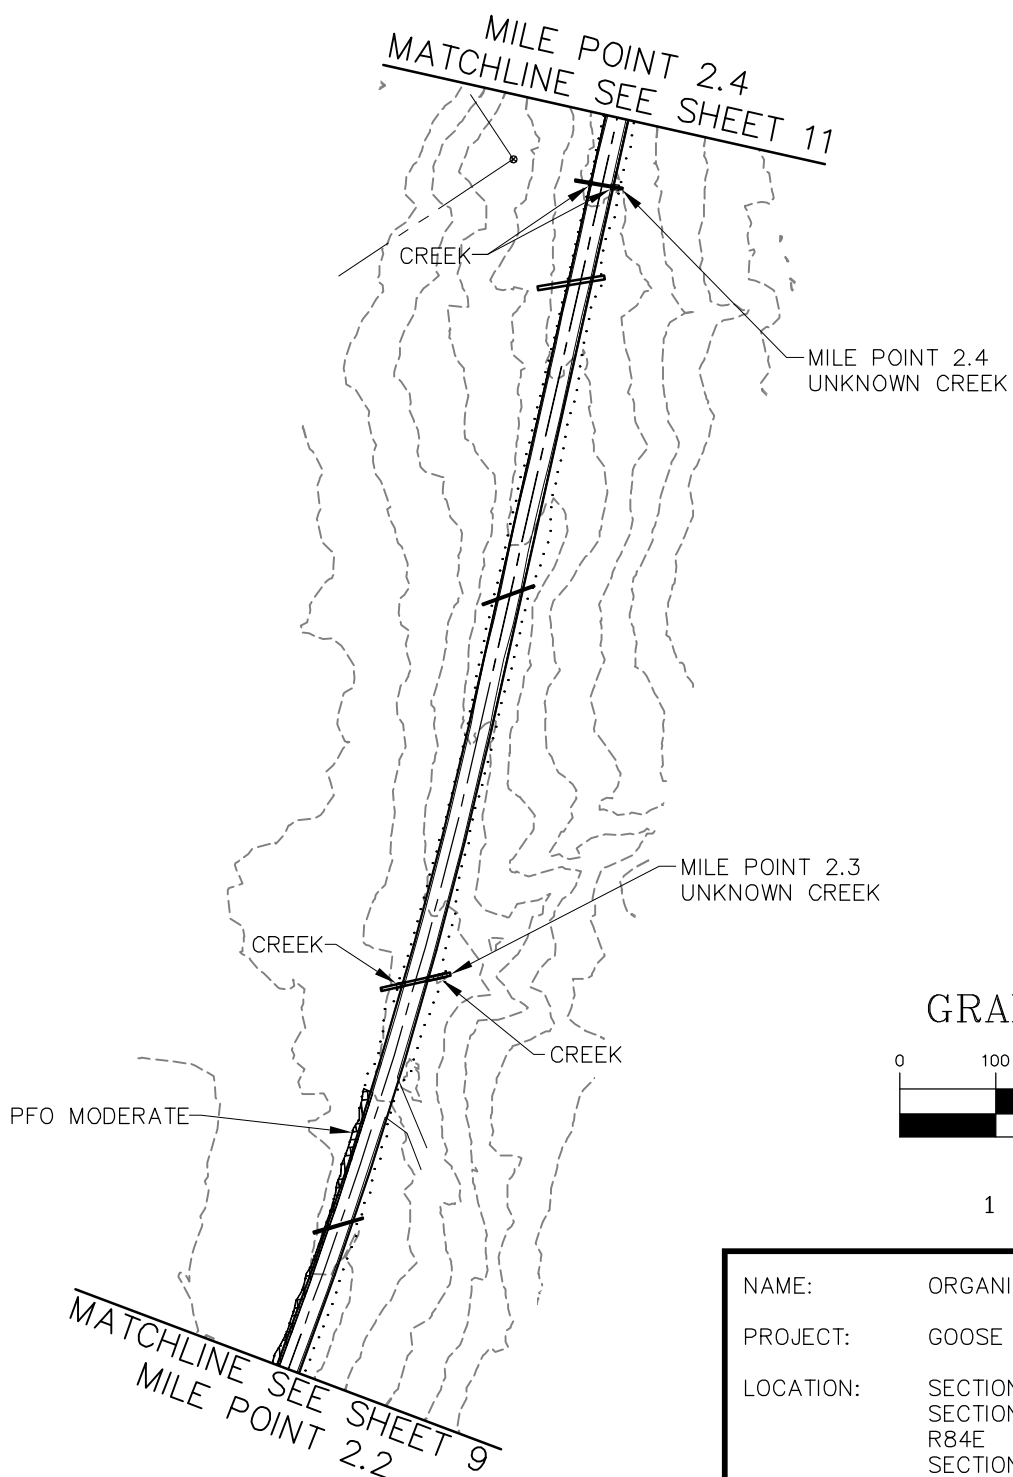 MILE POINT 2.4
MATCHLINE SEE SHEET 11
CREEK
MILE POINT 2.4
UNKNOWN CREEK
MILE POINT 2.3
UNKNOWN CREEK
CREEK
CREEK
PFO MODERATE
0 100
1
MATCHLINE SEE SHEET 9
MILE POINT 2.2
NAME:
PROJECT: GOOSE
LOCATION: SECTION
SECTION
R84E
SECTION